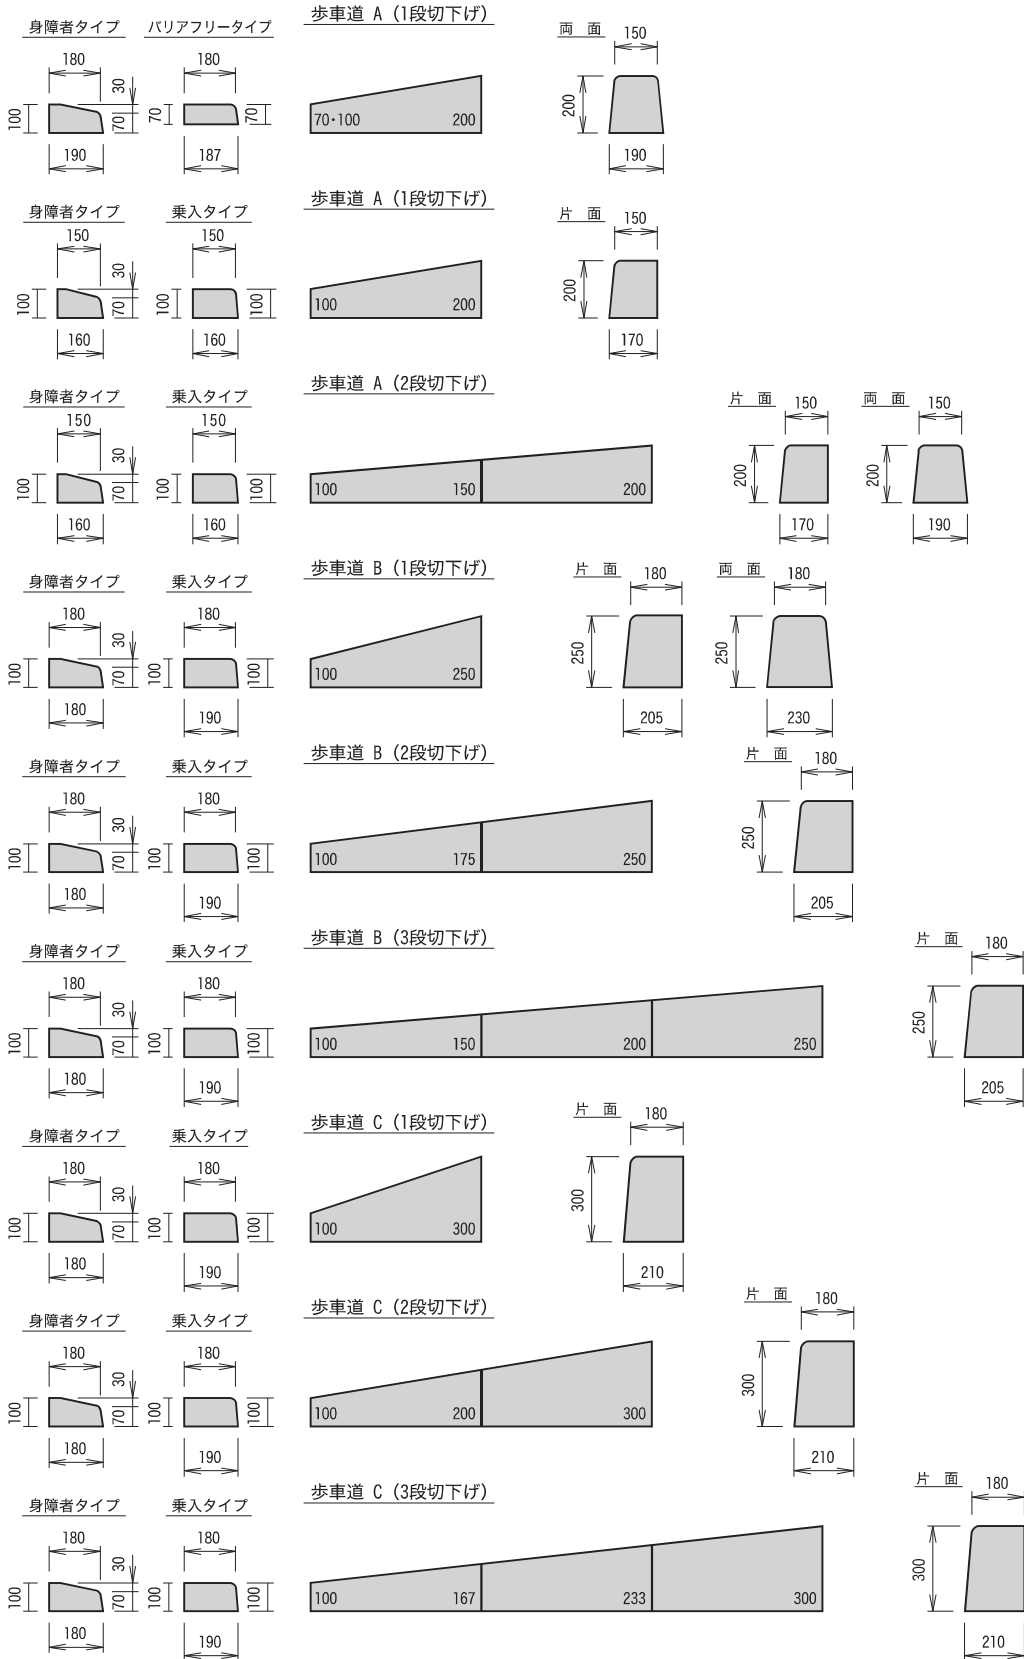 歩車道 A（1段切下げ）
身障者タイプ バリアフリータイプ 両 面
180 180 150
30
100 70 70 70 70・100 200 200
190 187 190
歩車道 A（1段切下げ）
身障者タイプ 乗入タイプ 片 面
150 150 150
30
100 70 100 100 100 200 200
160 160 170
歩車道 A（2段切下げ）
身障者タイプ 乗入タイプ 片 面 両 面
150 150 150 150
30
100 70 100 100 100 150 200 200 200
160 160 170 190
歩車道 B（1段切下げ）
身障者タイプ 乗入タイプ 片 面 両 面
180 180 180 180
30
100 70 100 100 100 250 250 250
180 190 205 230
歩車道 B（2段切下げ）
身障者タイプ 乗入タイプ 片 面
180 180 180
30
100 70 100 100 100 175 250 250
180 190 205
歩車道 B（3段切下げ）
身障者タイプ 乗入タイプ 片 面
180 180 180
30
100 70 100 100 100 150 200 250 250
180 190 205
歩車道 C（1段切下げ）
身障者タイプ 乗入タイプ 片 面
180 180 180
30
100 70 100 100 100 300 300
180 190 210
歩車道 C（2段切下げ）
身障者タイプ 乗入タイプ 片 面
180 180 180
30
100 70 100 100 100 200 300 300
180 190 210
歩車道 C（3段切下げ）
身障者タイプ 乗入タイプ 片 面
180 180 180
30
100 70 100 100 100 167 233 300 300
180 190 210